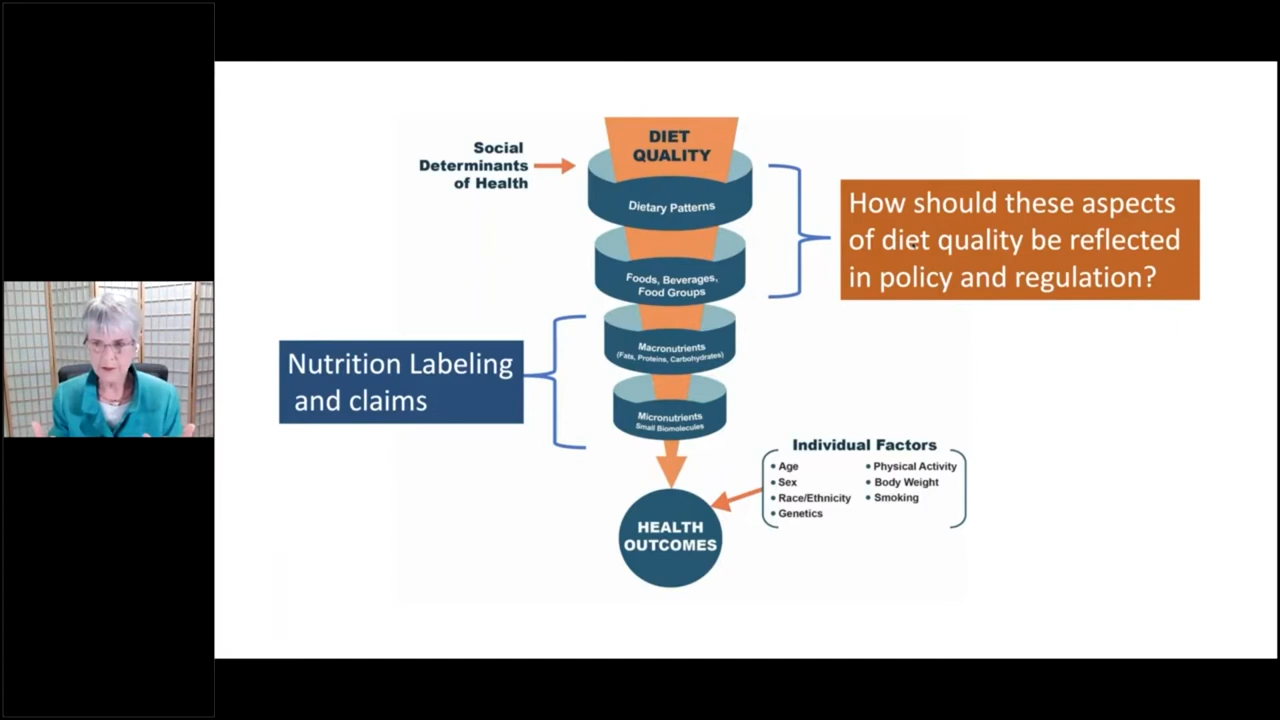 DIET
QUALITY
Social
Determinants
of Health
Dietary Patterns
Foods, Beverages,
Food Groups
Macronutrients
(Fats, Proteins, Carbohydrates)
Micronutrients
Small Biomolecules
How should these aspects
of diet quality be reflected
in policy and regulation?
Nutrition Labeling
and claims
Individual Factors
• Age
• Sex
• Race/Ethnicity
• Genetics
• Physical Activity
• Body Weight
• Smoking
HEALTH
OUTCOMES